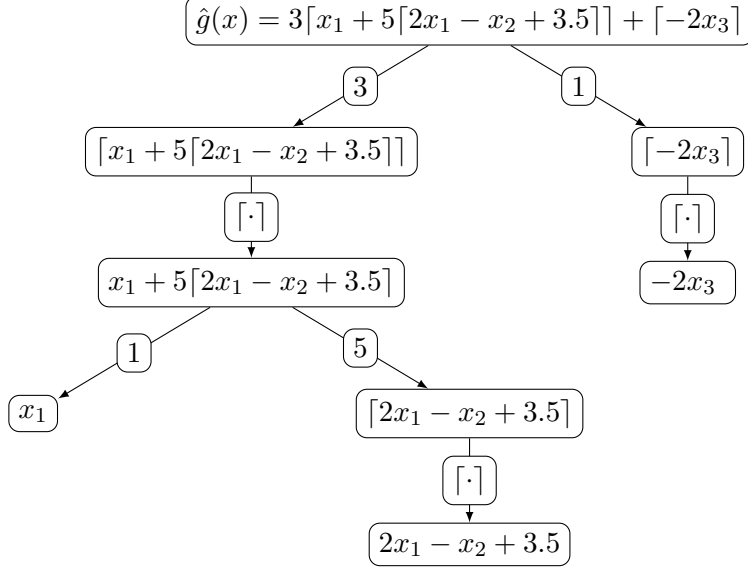 ĝ(x) = 3⌈x₁ + 5⌈2x₁ − x₂ + 3.5⌉⌉ + ⌈−2x₃⌉
3
1
⌈x₁ + 5⌈2x₁ − x₂ + 3.5⌉⌉
⌈−2x₃⌉
⌈·⌉
⌈·⌉
x₁ + 5⌈2x₁ − x₂ + 3.5⌉
−2x₃
1
5
x₁
⌈2x₁ − x₂ + 3.5⌉
⌈·⌉
2x₁ − x₂ + 3.5